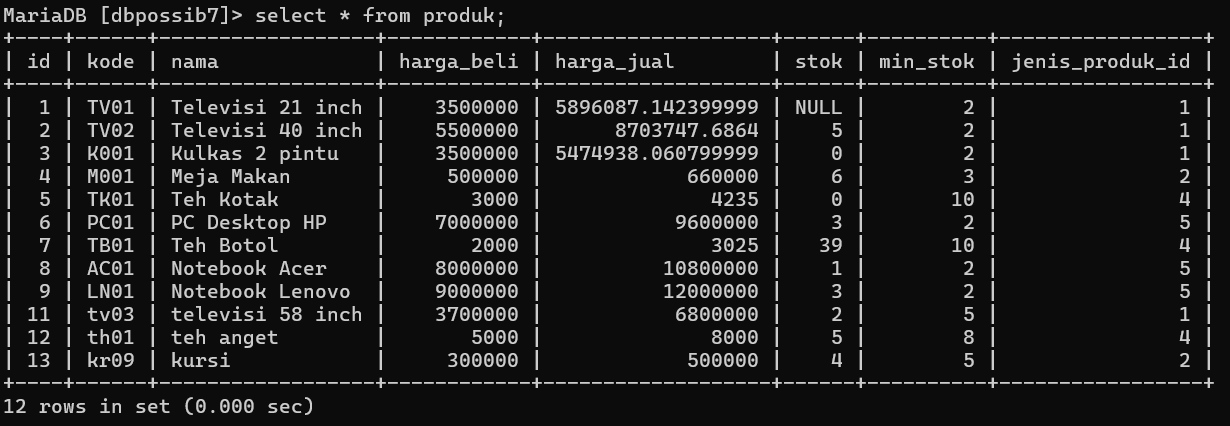 MariaDB [dbpossib7]> select * from produk;
+----+------+-------------------+------------+-------------------+------+----------+-----------------+
| id | kode | nama              | harga_beli | harga_jual        | stok | min_stok | jenis_produk_id |
+----+------+-------------------+------------+-------------------+------+----------+-----------------+
|  1 | TV01 | Televisi 21 inch |    3500000 | 5896087.142399999 | NULL |        2 |               1 |
|  2 | TV02 | Televisi 40 inch |    5500000 |      8703747.6864 |    5 |        2 |               1 |
|  3 | K001 | Kulkas 2 pintu   |    3500000 | 5474938.060799999 |    0 |        2 |               1 |
|  4 | M001 | Meja Makan       |     500000 |            660000 |    6 |        3 |               2 |
|  5 | TK01 | Teh Kotak        |       3000 |              4235 |    0 |       10 |               4 |
|  6 | PC01 | PC Desktop HP    |    7000000 |           9600000 |    3 |        2 |               5 |
|  7 | TB01 | Teh Botol        |       2000 |              3025 |   39 |       10 |               4 |
|  8 | AC01 | Notebook Acer    |    8000000 |          10800000 |    1 |        2 |               5 |
|  9 | LN01 | Notebook Lenovo  |    9000000 |          12000000 |    3 |        2 |               5 |
| 11 | tv03 | televisi 58 inch |    3700000 |           6800000 |    2 |        5 |               1 |
| 12 | th01 | teh anget        |       5000 |              8000 |    5 |        8 |               4 |
| 13 | kr09 | kursi            |     300000 |            500000 |    4 |        5 |               2 |
+----+------+-------------------+------------+-------------------+------+----------+-----------------+
12 rows in set (0.000 sec)